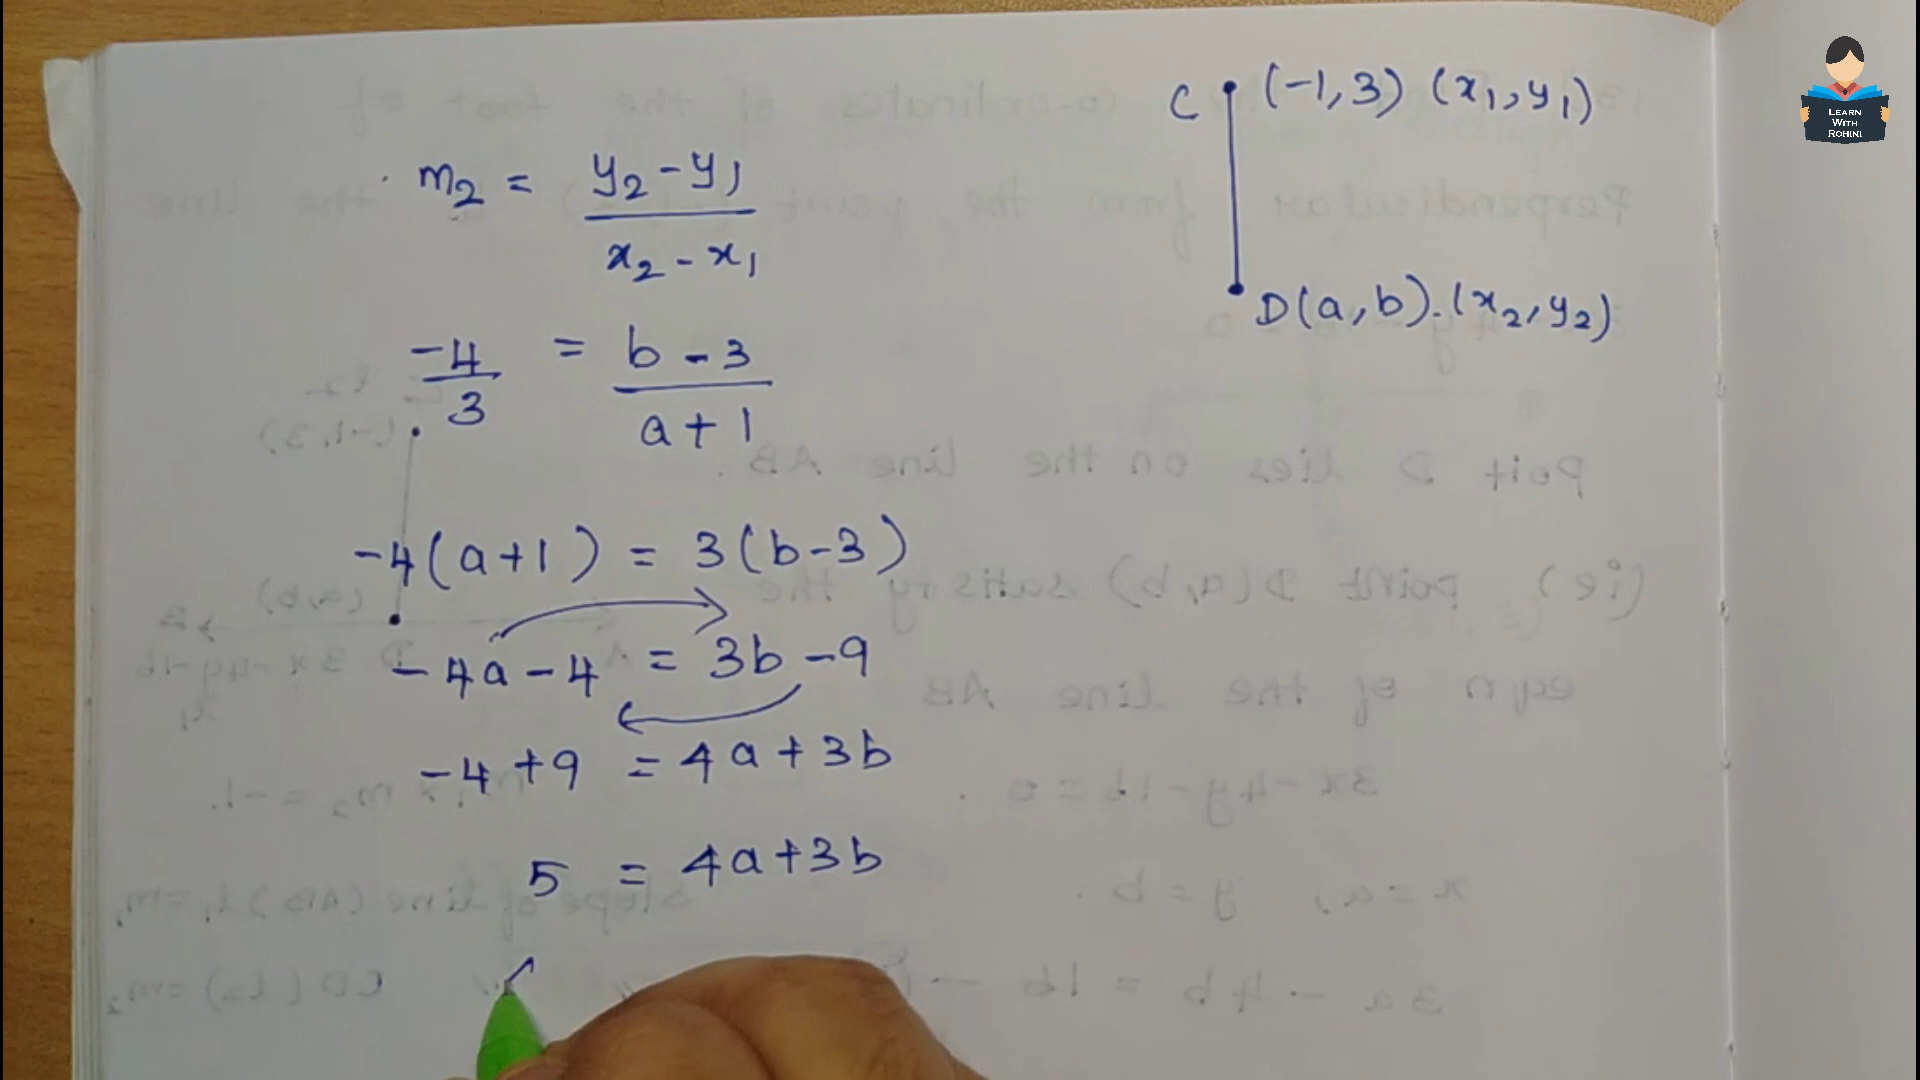 C (-1,3) (x₁,y₁)
LEARN
WITH
ROHINI
m₂ = y₂-y₁ / x₂-x₁
D(a,b).(x₂,y₂)
-4/3 = b-3 / a+1
-4(a+1) = 3(b-3)
-4a-4 = 3b-9
-4+9 = 4a+3b
5 = 4a+3b